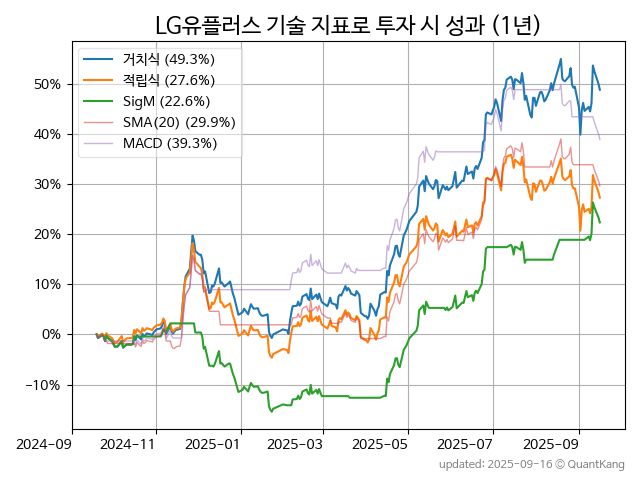 LG유플러스 기술 지표로 투자 시 성과 (1년)
거치식 (49.3%)
적립식 (27.6%)
SigM (22.6%)
SMA(20) (29.9%)
MACD (39.3%)
50%
40%
30%
20%
10%
0%
−10%
2024-09 2024-11 2025-01 2025-03 2025-05 2025-07 2025-09
updated: 2025-09-16 ⓒ QuantKang